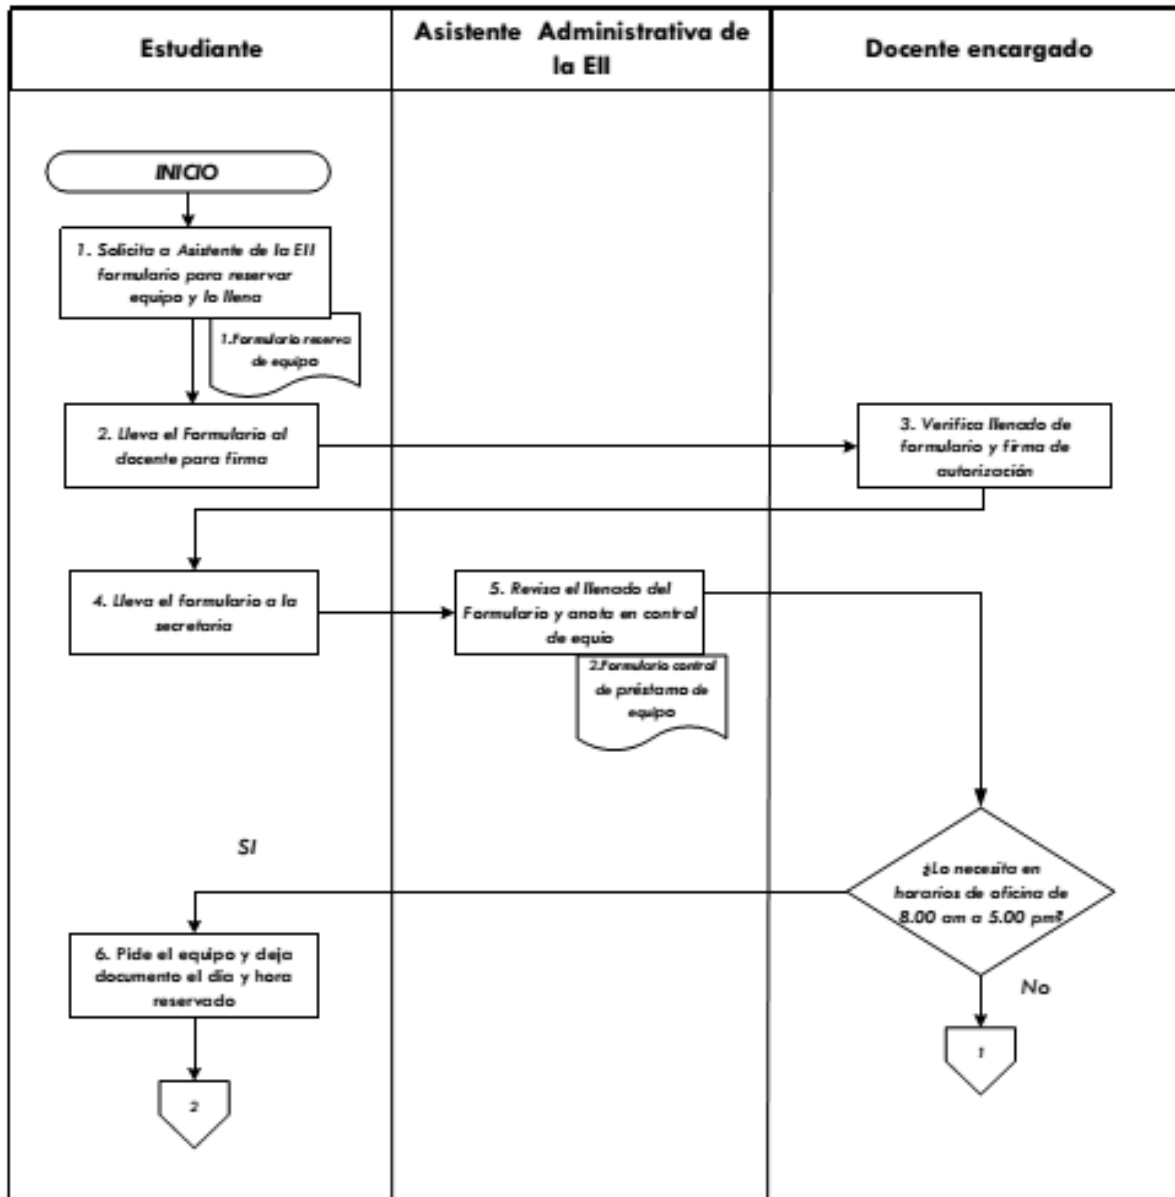 Estudiante
Asistente Administrativa de
la EII
Docente encargado
INICIO
1. Solicita a Asistente de la EII
formulario para reservar
equipo y lo llena
1.Formulario reserva
de equipo
2. Lleva el Formulario al
docente para firma
3. Verifica llenado de
formulario y firma de
autorización
4. Lleva el formulario a la
secretaria
5. Revisa el llenado del
Formulario y anota en control
de equio
2.Formulario control
de préstamo de
equipo
SI
¿Lo necesita en
horarios de oficina de
8.00 am a 5.00 pm?
6. Pide el equipo y deja
documento el día y hora
reservado
No
1
2